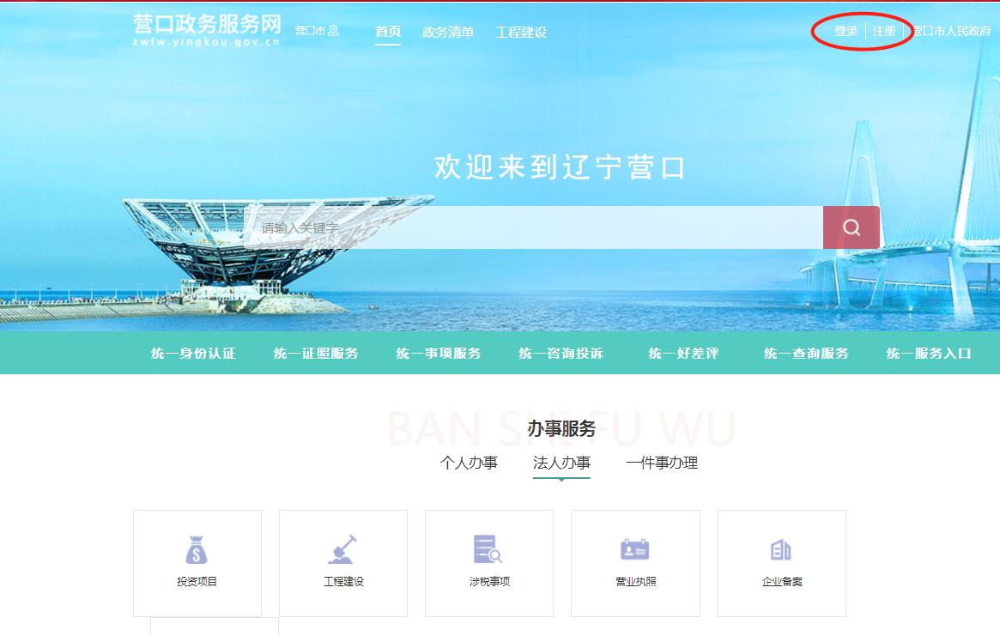 营口政务服务网
zwfw.yingkou.gov.cn
营口市
首页 政务清单 工程建设
登录 注册 营口市人民政府
欢迎来到辽宁营口
请输入关键字
统一身份认证 统一证照服务 统一事项服务 统一咨询投诉 统一好差评 统一查询服务 统一服务入口
BAN SHI FU WU
办事服务
个人办事 法人办事 一件事办理
投资项目 工程建设 涉税事项 营业执照 企业备案